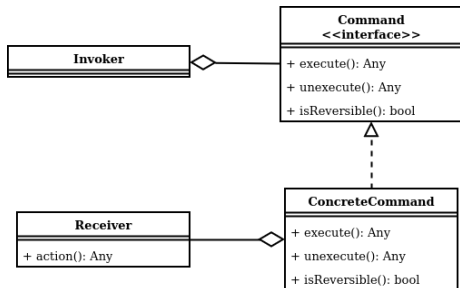 Command
<<interface>>
Invoker
+ execute(): Any
+ unexecute(): Any
+ isReversible(): bool
ConcreteCommand
Receiver
+ execute(): Any
+ action(): Any
+ unexecute(): Any
+ isReversible(): bool